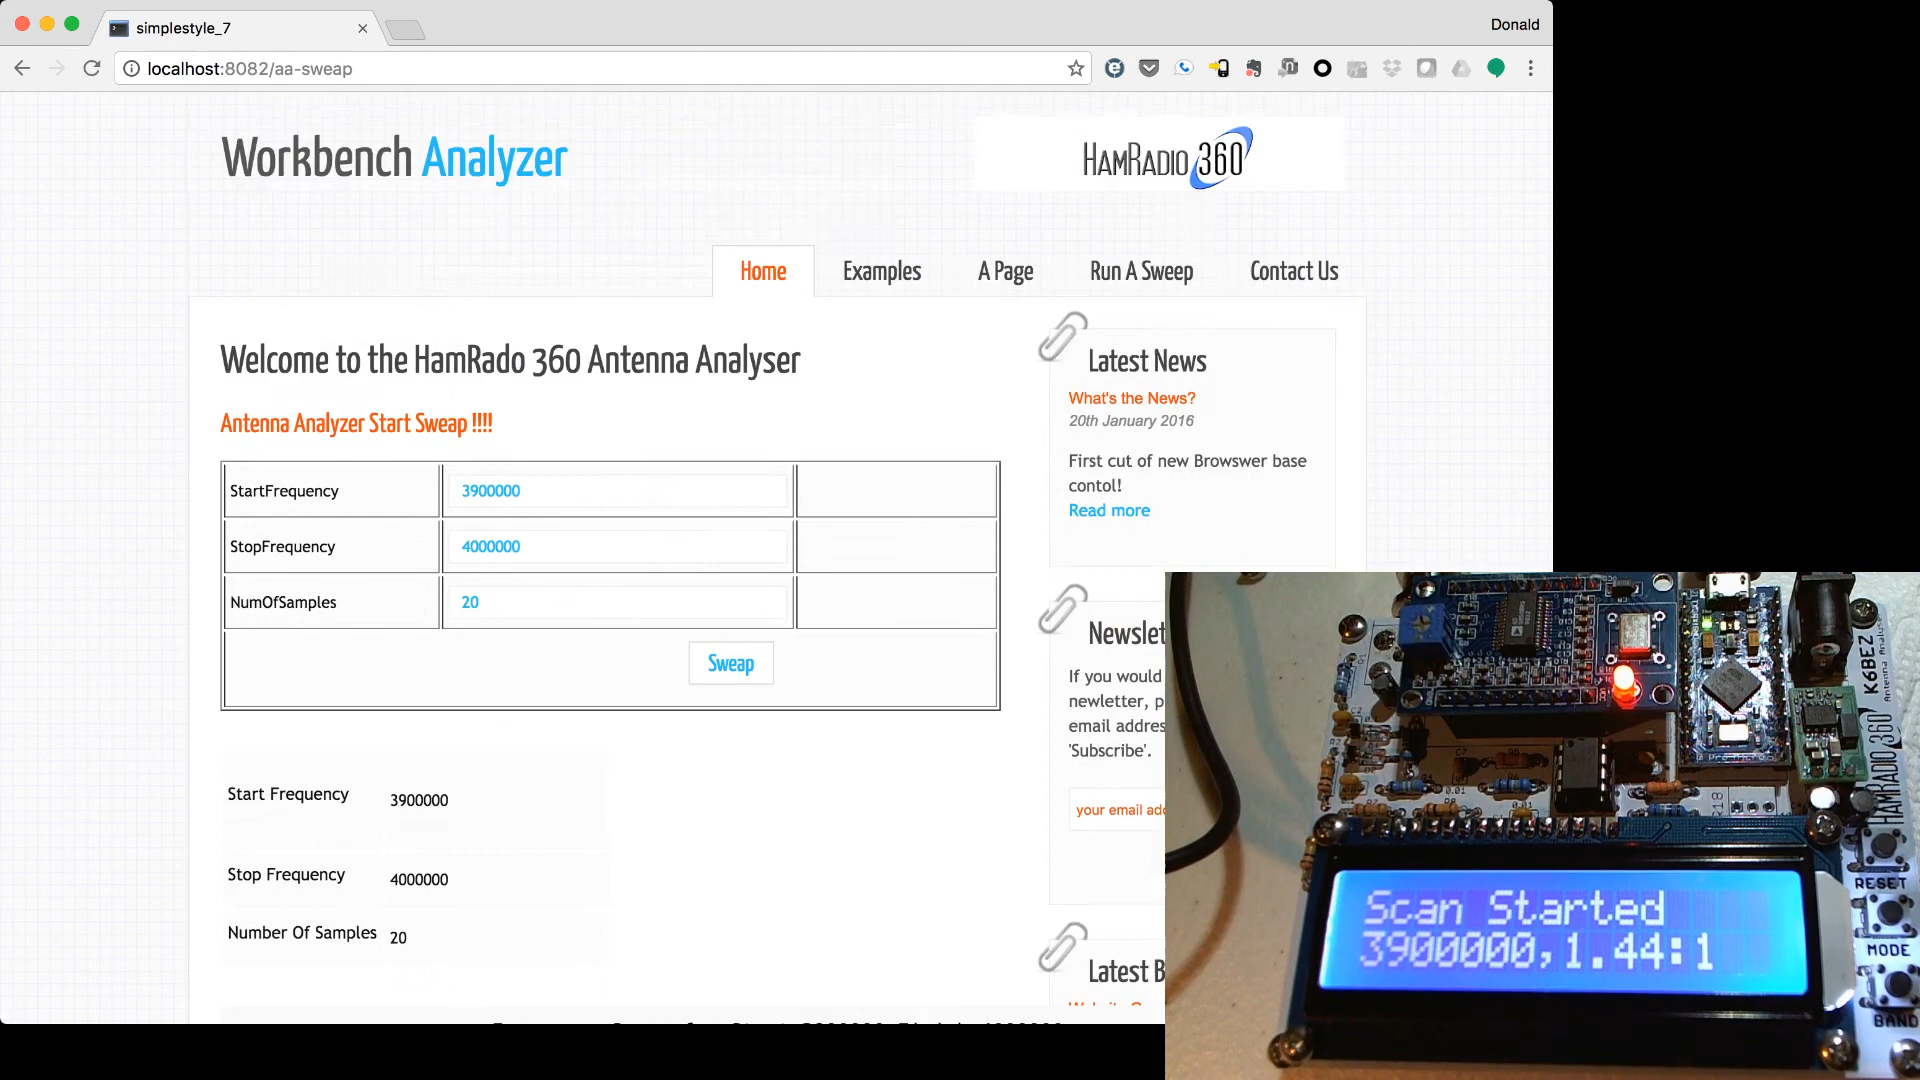 simplestyle_7
Donald
localhost:8082/aa-sweap
Workbench Analyzer
HAMRADIO 360
Home
Examples
A Page
Run A Sweep
Contact Us
Welcome to the HamRado 360 Antenna Analyser
Antenna Analyzer Start Sweap !!!!
StartFrequency 3900000
StopFrequency 4000000
NumOfSamples 20
Sweap
Start Frequency 3900000
Stop Frequency 4000000
Number Of Samples 20
Latest News
What's the News?
20th January 2016
First cut of new Browswer base
contol!
Read more
Newslet
If you would
newletter, p
email addres
'Subscribe'.
your email add
Latest B
K6BEZ
Antenna Analyse
HAMRADIO 360
Scan Started
3900000,1.44:1
RESET
MODE
BAND